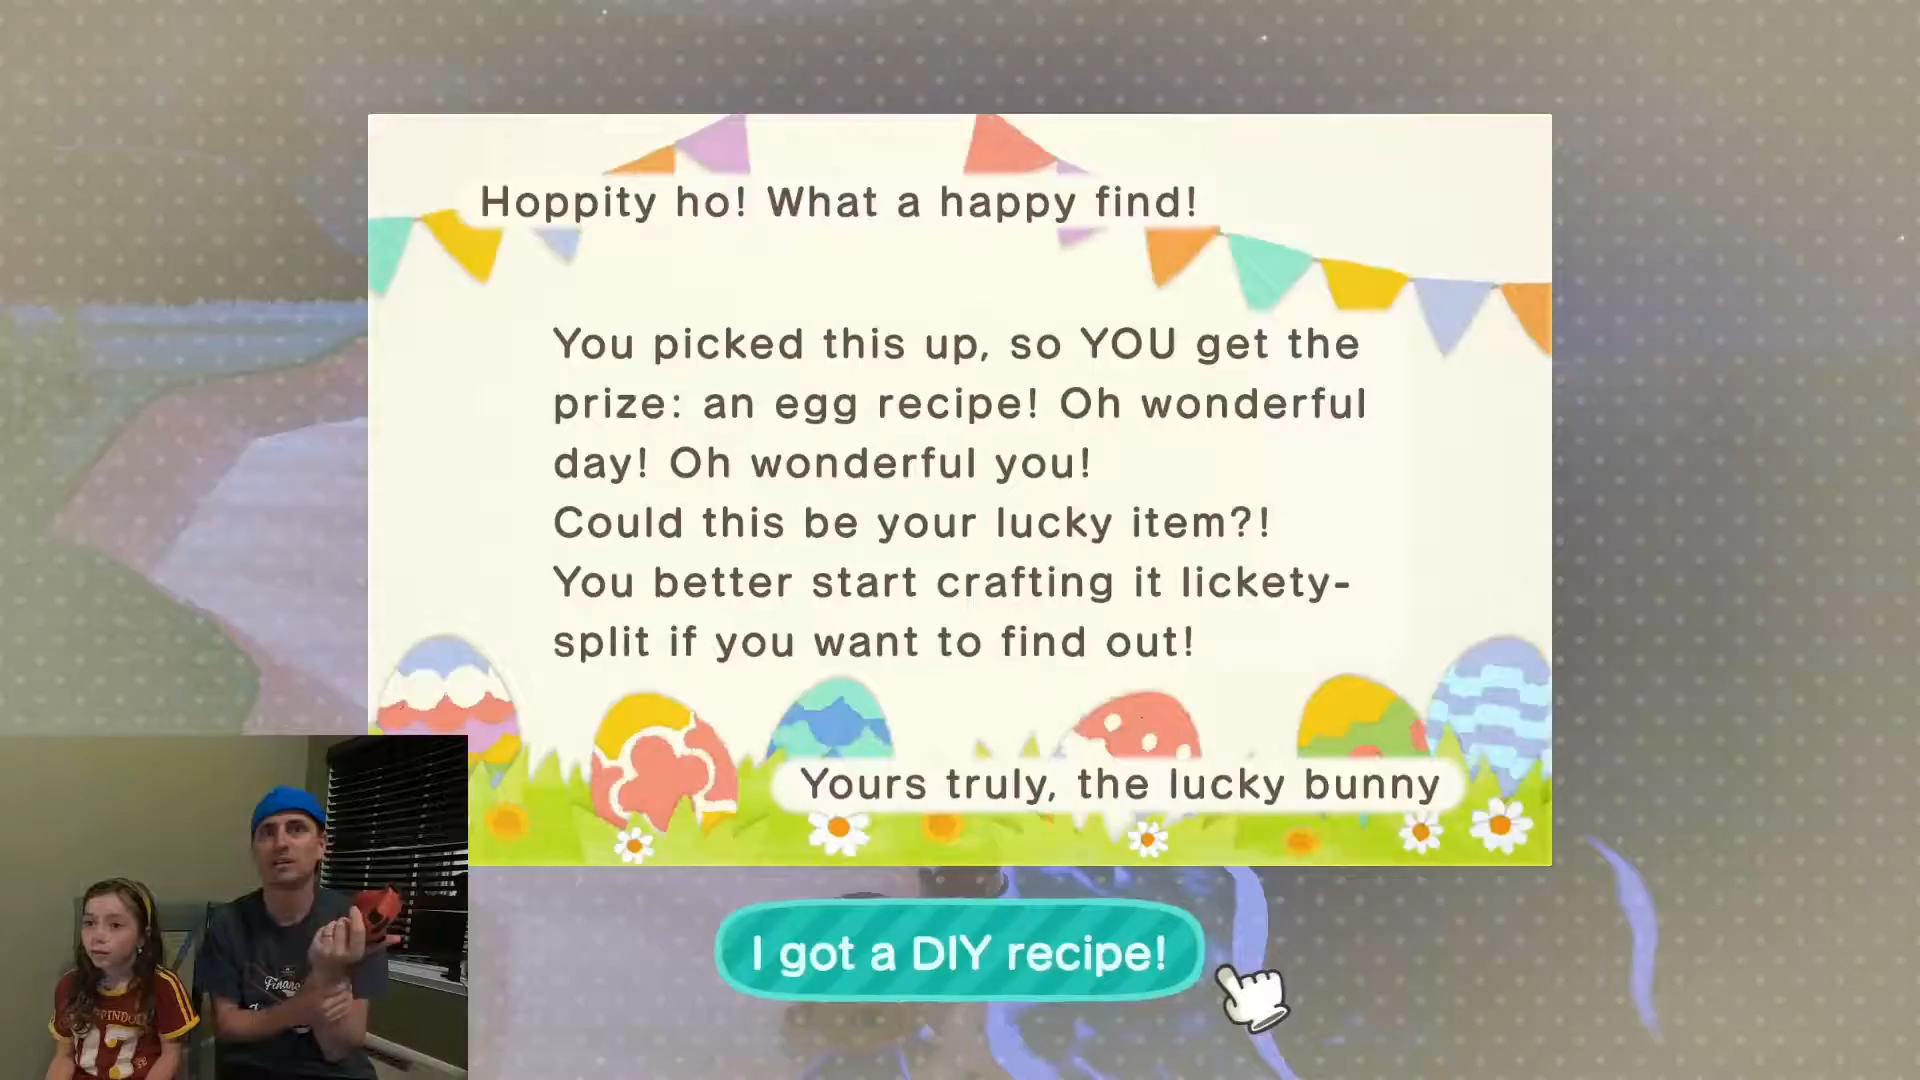 Hoppity ho! What a happy find!
You picked this up, so YOU get the
prize: an egg recipe! Oh wonderful
day! Oh wonderful you!
Could this be your lucky item?!
You better start crafting it lickety-
split if you want to find out!
Yours truly, the lucky bunny
I got a DIY recipe!
17